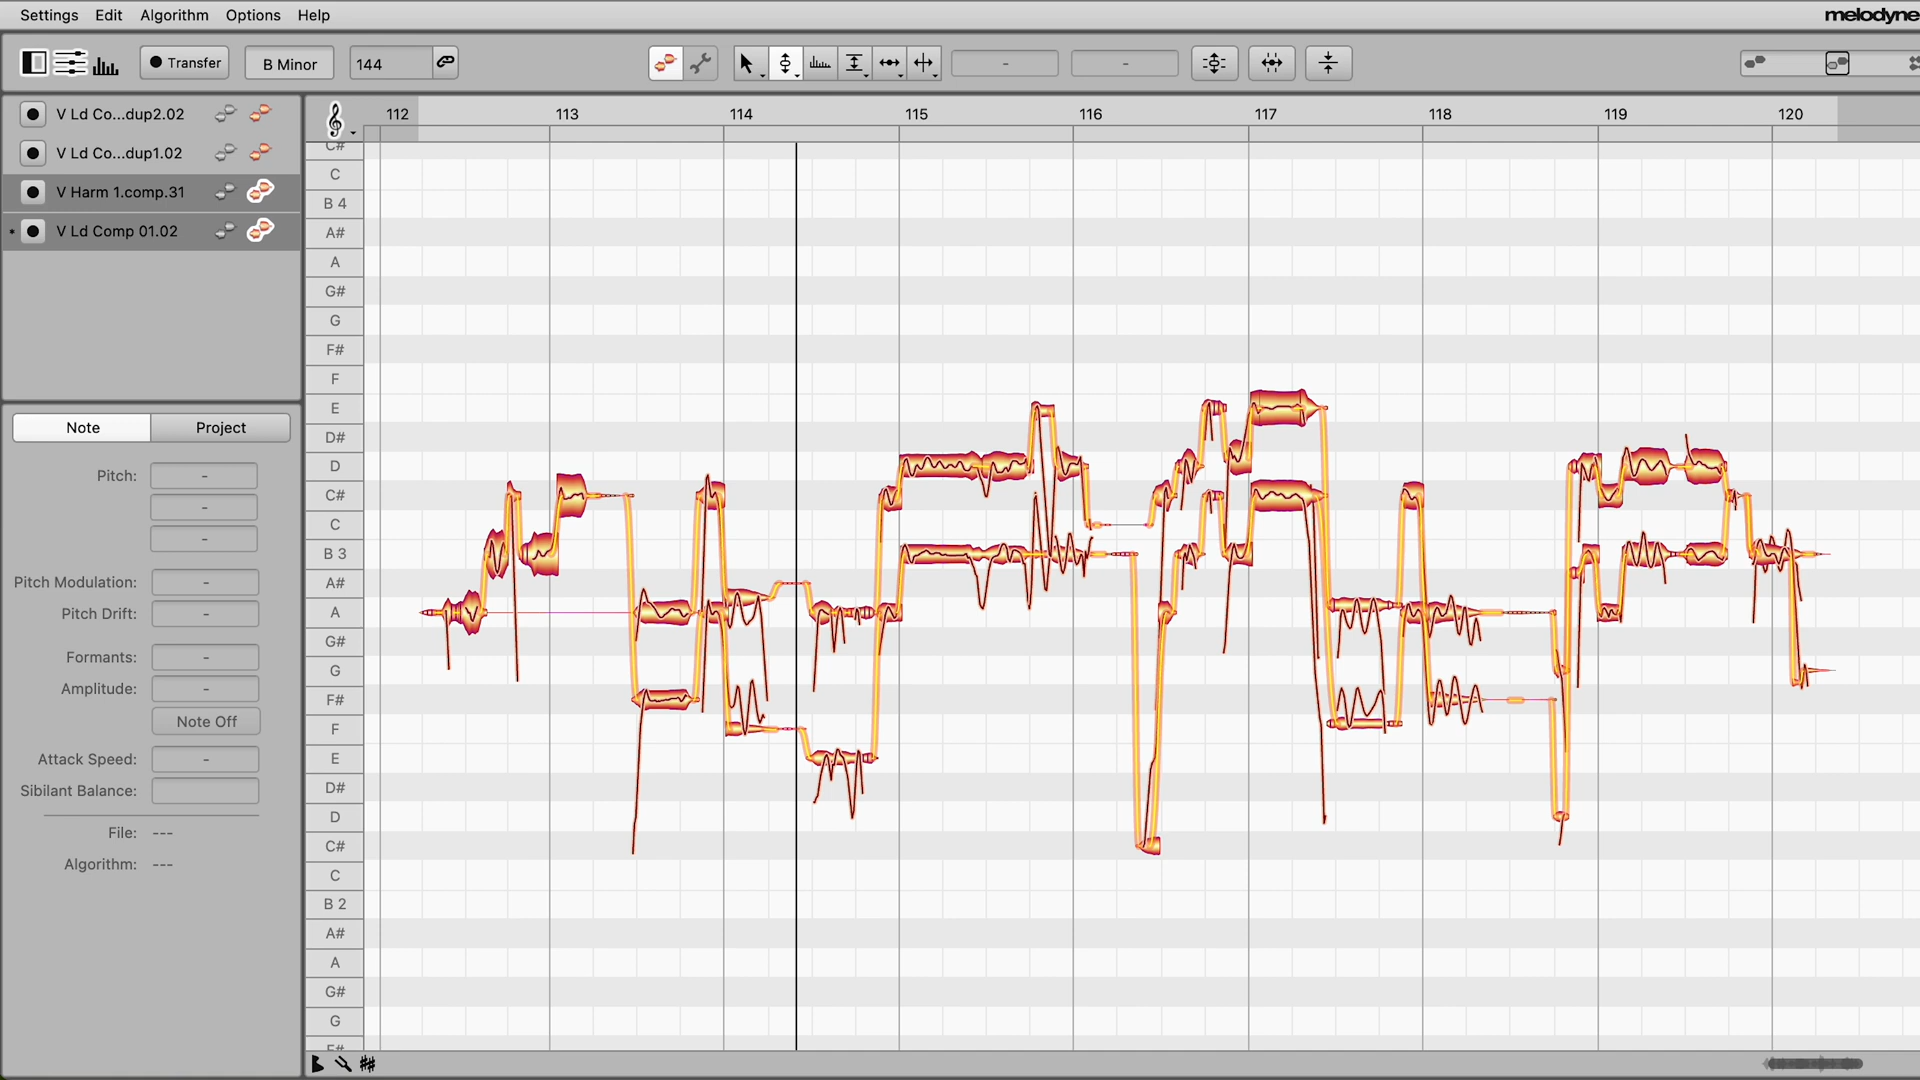 Settings Edit Algorithm Options Help
melodyne
Transfer B Minor 144 - -
V Ld Co...dup2.02
V Ld Co...dup1.02
V Harm 1.comp.31
* V Ld Comp 01.02
112 113 114 115 116 117 118 119 120
C#
C
B 4
A#
A
G#
G
F#
F
E
D#
D
C#
C
B 3
A#
A
G#
G
F#
F
E
D#
D
C#
C
B 2
A#
A
G#
G
F#
Note Project
Pitch: -
-
-
Pitch Modulation: -
Pitch Drift: -
Formants: -
Amplitude: -
Note Off
Attack Speed: -
Sibilant Balance:
File: ---
Algorithm: ---